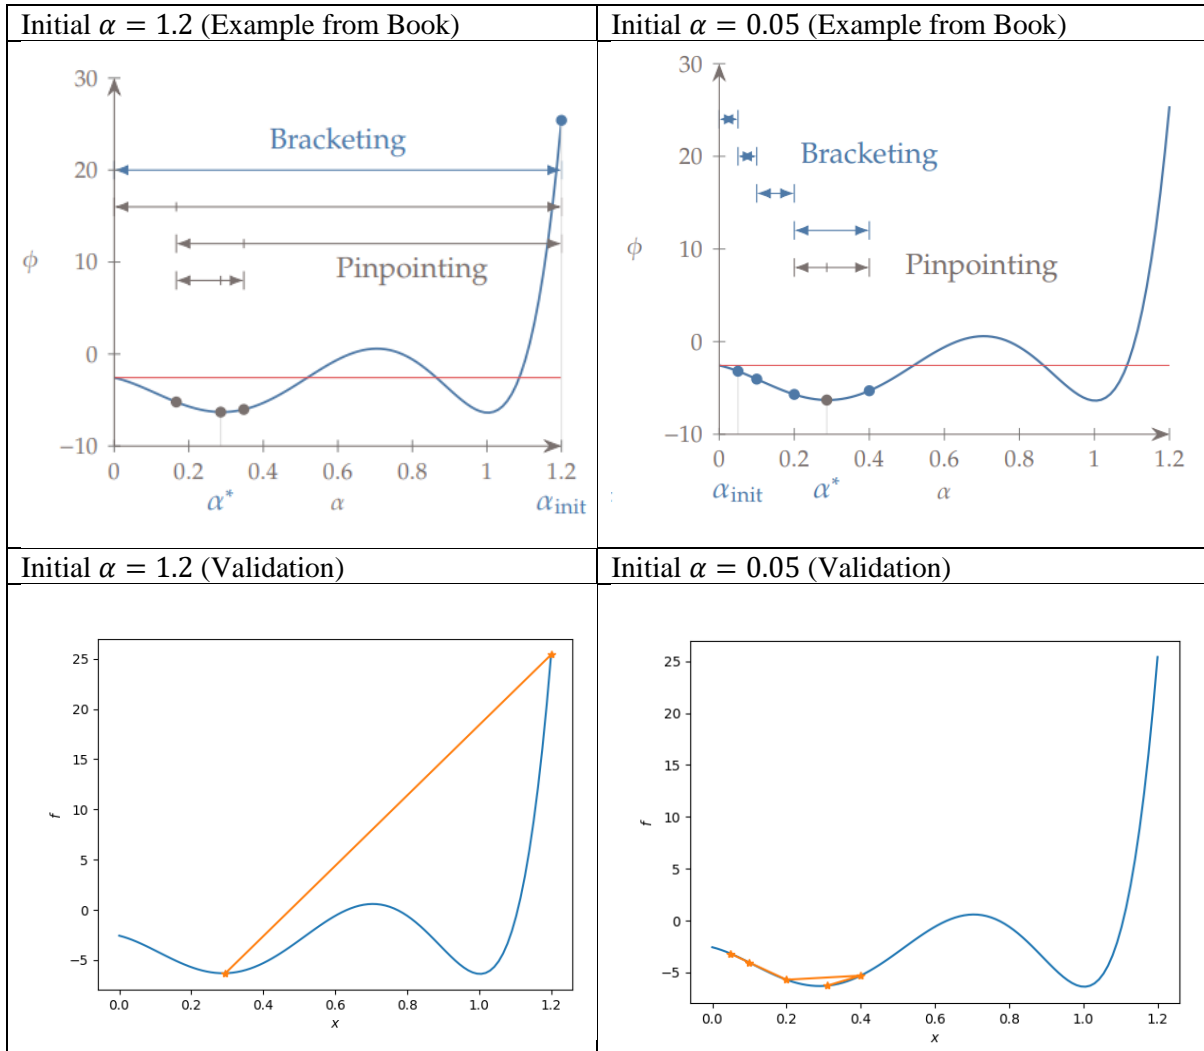 Initial 𝛼 = 1.2 (Example from Book)
30
Bracketing
20
10
ϕ
Pinpointing
0
−10
0 0.2 0.4 0.6 0.8 1 1.2
α* α αinit
Initial 𝛼 = 0.05 (Example from Book)
30
20
Bracketing
10
ϕ
Pinpointing
0
−10
0 0.2 0.4 0.6 0.8 1 1.2
αinit α* α
Initial 𝛼 = 1.2 (Validation)
25
20
15
10
f
5
0
−5
0.0 0.2 0.4 0.6 0.8 1.0 1.2
x
Initial 𝛼 = 0.05 (Validation)
25
20
15
10
f
5
0
−5
0.0 0.2 0.4 0.6 0.8 1.0 1.2
x